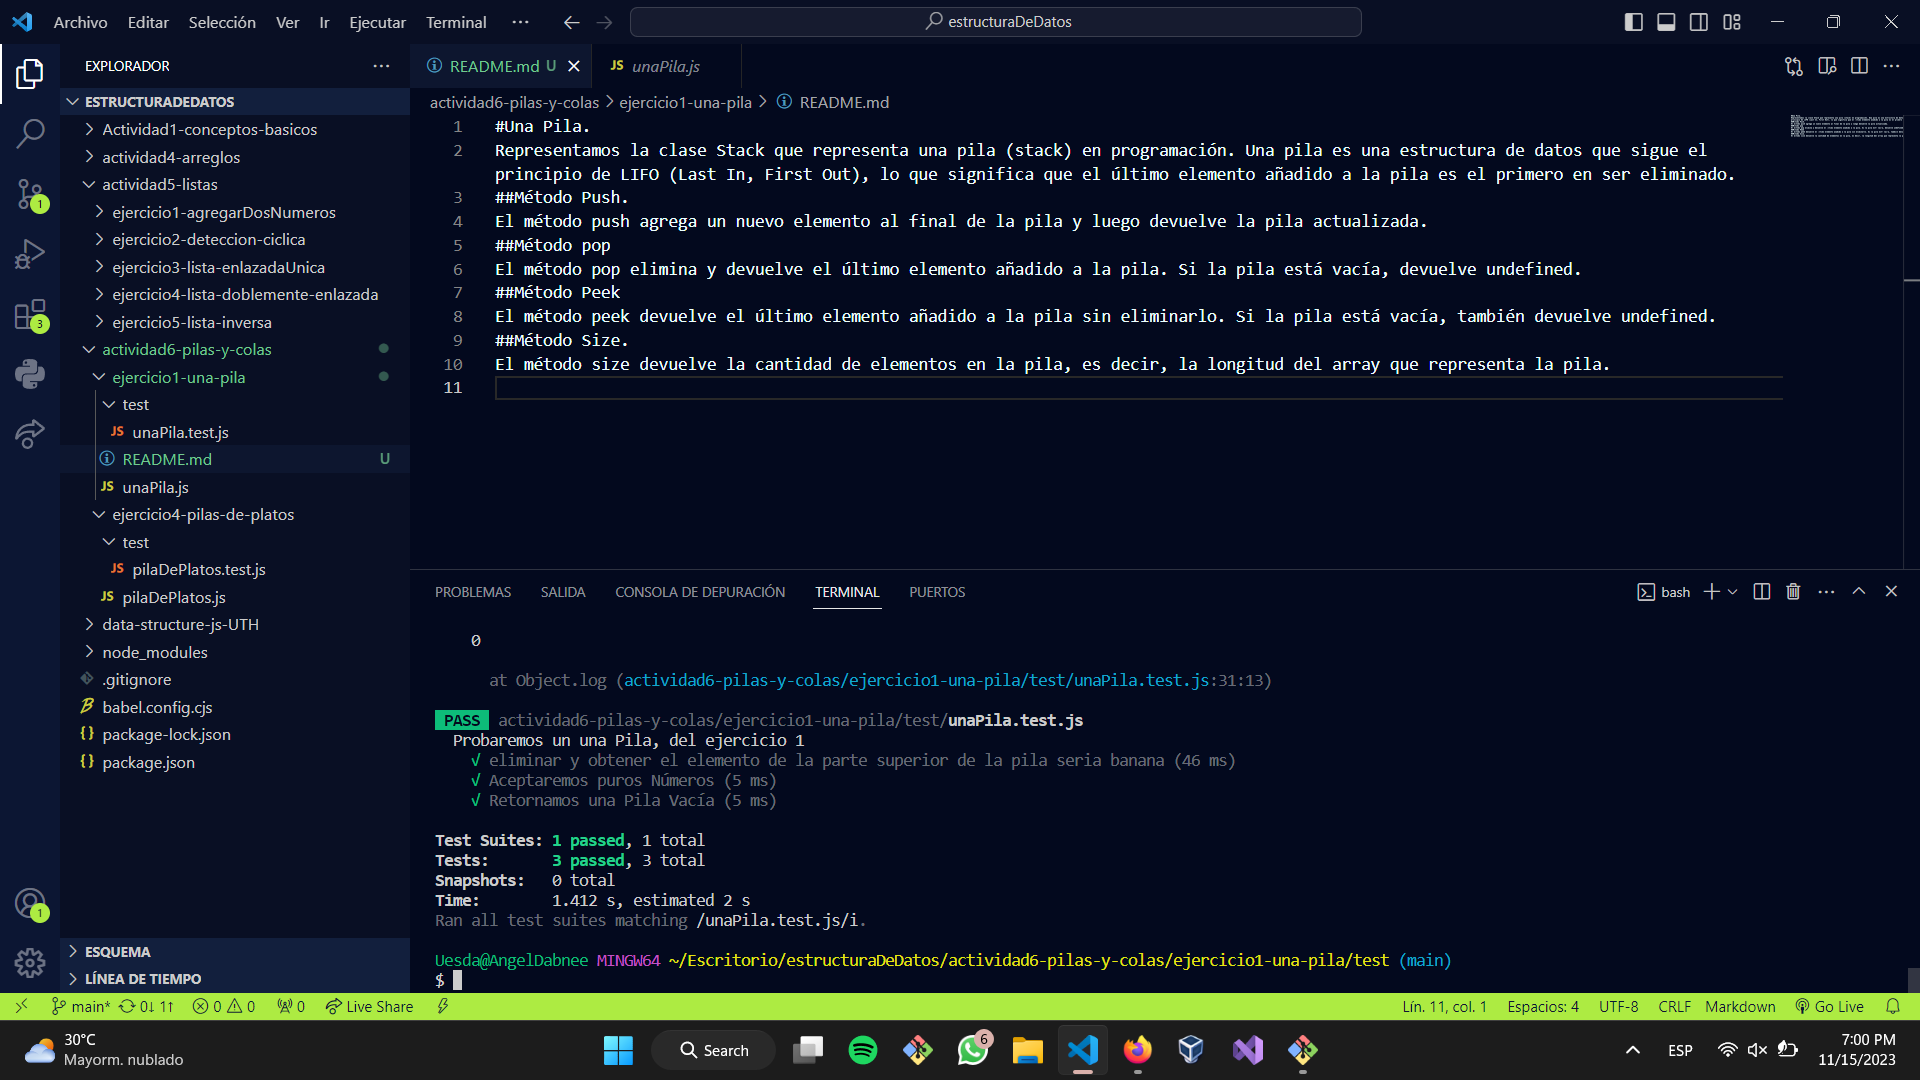 Archivo Editar Selección Ver Ir Ejecutar Terminal ··· estructuraDeDatos
EXPLORADOR ···
ESTRUCTURADEDATOS
Actividad1-conceptos-basicos
actividad4-arreglos
actividad5-listas
ejercicio1-agregarDosNumeros
ejercicio2-deteccion-ciclica
ejercicio3-lista-enlazadaUnica
ejercicio4-lista-doblemente-enlazada
ejercicio5-lista-inversa
actividad6-pilas-y-colas
ejercicio1-una-pila
test
JS unaPila.test.js
README.md U
JS unaPila.js
ejercicio4-pilas-de-platos
test
JS pilaDePlatos.test.js
JS pilaDePlatos.js
data-structure-js-UTH
node_modules
.gitignore
babel.config.cjs
{} package-lock.json
{} package.json
ESQUEMA
LÍNEA DE TIEMPO
1
3
1
README.md U JS unaPila.js
actividad6-pilas-y-colas > ejercicio1-una-pila > README.md
1 #Una Pila.
2 Representamos la clase Stack que representa una pila (stack) en programación. Una pila es una estructura de datos que sigue el
principio de LIFO (Last In, First Out), lo que significa que el último elemento añadido a la pila es el primero en ser eliminado.
3 ##Método Push.
4 El método push agrega un nuevo elemento al final de la pila y luego devuelve la pila actualizada.
5 ##Método pop
6 El método pop elimina y devuelve el último elemento añadido a la pila. Si la pila está vacía, devuelve undefined.
7 ##Método Peek
8 El método peek devuelve el último elemento añadido a la pila sin eliminarlo. Si la pila está vacía, también devuelve undefined.
9 ##Método Size.
10 El método size devuelve la cantidad de elementos en la pila, es decir, la longitud del array que representa la pila.
11
PROBLEMAS SALIDA CONSOLA DE DEPURACIÓN TERMINAL PUERTOS bash
0
at Object.log (actividad6-pilas-y-colas/ejercicio1-una-pila/test/unaPila.test.js:31:13)
PASS actividad6-pilas-y-colas/ejercicio1-una-pila/test/unaPila.test.js
Probaremos un una Pila, del ejercicio 1
√ eliminar y obtener el elemento de la parte superior de la pila seria banana (46 ms)
√ Aceptaremos puros Números (5 ms)
√ Retornamos una Pila Vacía (5 ms)
Test Suites: 1 passed, 1 total
Tests: 3 passed, 3 total
Snapshots: 0 total
Time: 1.412 s, estimated 2 s
Ran all test suites matching /unaPila.test.js/i.
Uesda@AngelDabnee MINGW64 ~/Escritorio/estructuraDeDatos/actividad6-pilas-y-colas/ejercicio1-una-pila/test (main)
$
main* 0↓ 1↑ 0 0 0 Live Share Lín. 11, col. 1 Espacios: 4 UTF-8 CRLF Markdown Go Live
30°C
Mayorm. nublado
Search
6
ESP
7:00 PM
11/15/2023